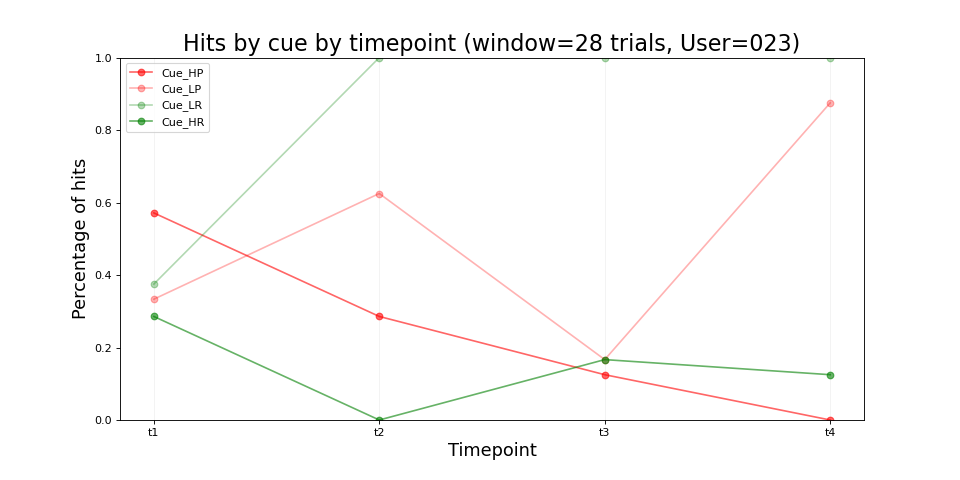 Hits by cue by timepoint (window=28 trials, User=023)
Cue_HP
Cue_LP
Cue_LR
Cue_HR
Percentage of hits
1.0
0.8
0.6
0.4
0.2
0.0
t1 t2 t3 t4
Timepoint